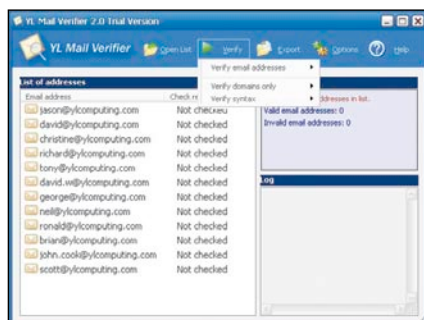 YL Mail Verifier 2.0 Trial Version
YL Mail Verifier Open List Verify Export Options Help
Verify email addresses
Verify domains only
Verify syntax
List of addresses
Email address Check re
jason@ylcomputing.com Not checked
david@ylcomputing.com Not checked
christine@ylcomputing.com Not checked
richard@ylcomputing.com Not checked
tony@ylcomputing.com Not checked
david.w@ylcomputing.com Not checked
george@ylcomputing.com Not checked
neil@ylcomputing.com Not checked
ronald@ylcomputing.com Not checked
brian@ylcomputing.com Not checked
john.cook@ylcomputing.com Not checked
scott@ylcomputing.com Not checked
addresses in list.
Valid email addresses: 0
Invalid email addresses: 0
Log